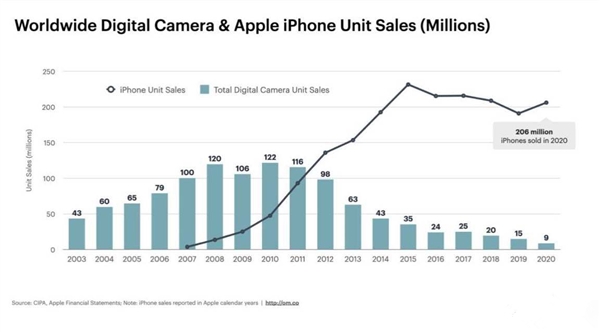 Worldwide Digital Camera & Apple iPhone Unit Sales (Millions)
250
iPhone Unit Sales
Total Digital Camera Unit Sales
200
206 million
iPhones sold in 2020
Unit Sales (millions)
150
100
50
0
43 60 65 79 100 120 106 122 116 98 63 43 35 24 25 20 15 9
2003 2004 2005 2006 2007 2008 2009 2010 2011 2012 2013 2014 2015 2016 2017 2018 2019 2020
Source: CIPA, Apple Financial Statements; Note: iPhone sales reported in Apple calendar years | http://om.co